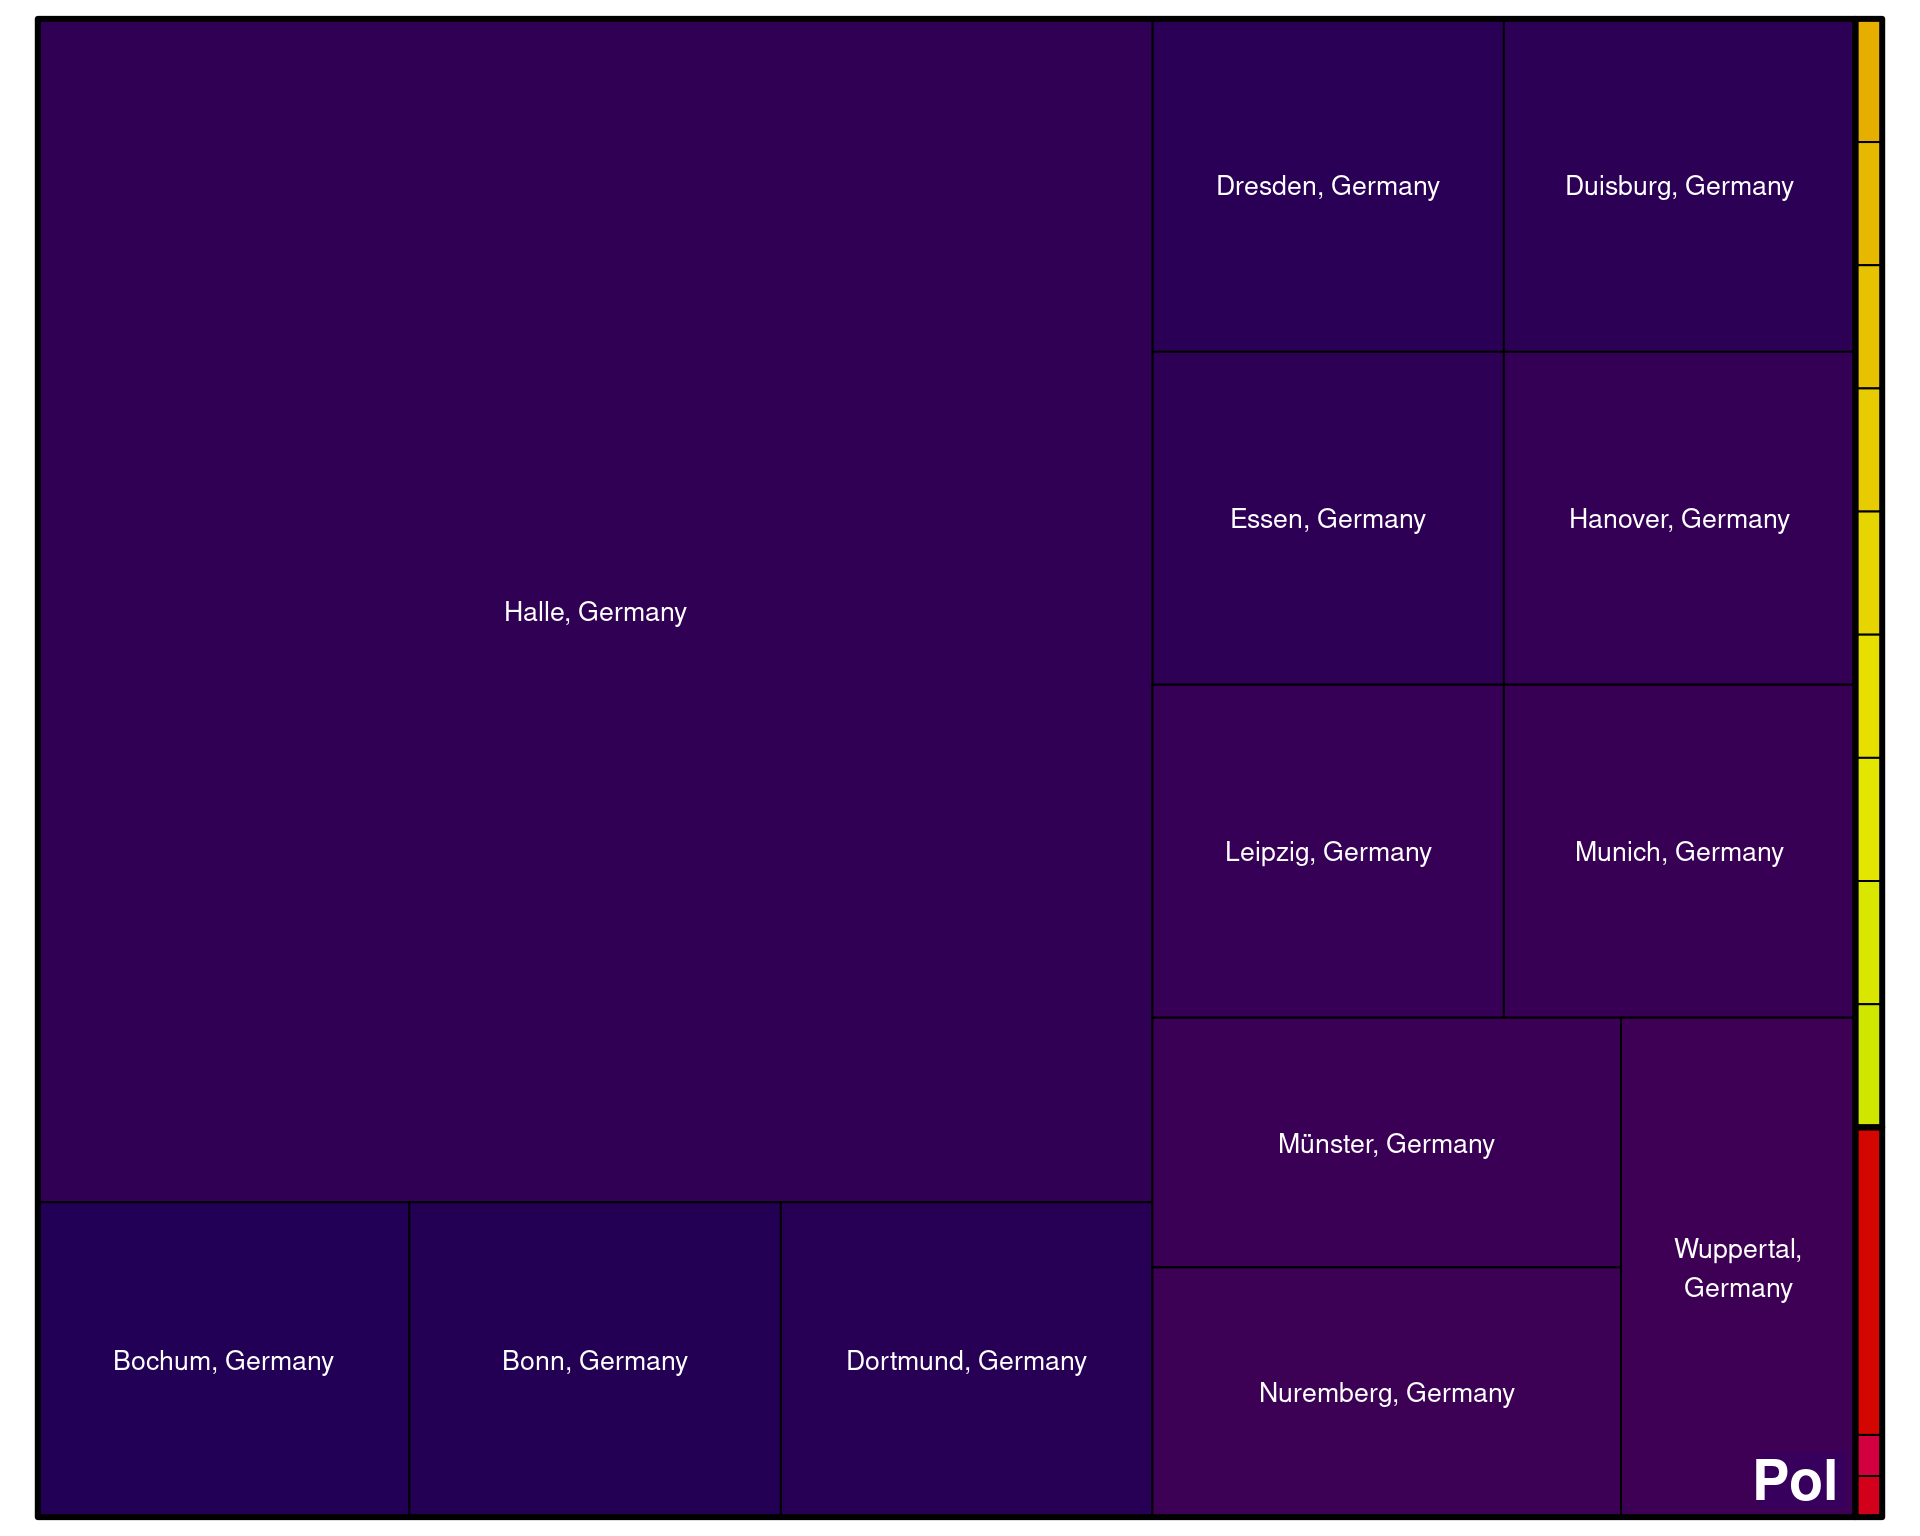 Dresden, Germany
Duisburg, Germany
Essen, Germany
Hanover, Germany
Halle, Germany
Leipzig, Germany
Munich, Germany
Münster, Germany
Wuppertal,
Germany
Bochum, Germany
Bonn, Germany
Dortmund, Germany
Nuremberg, Germany
Pol